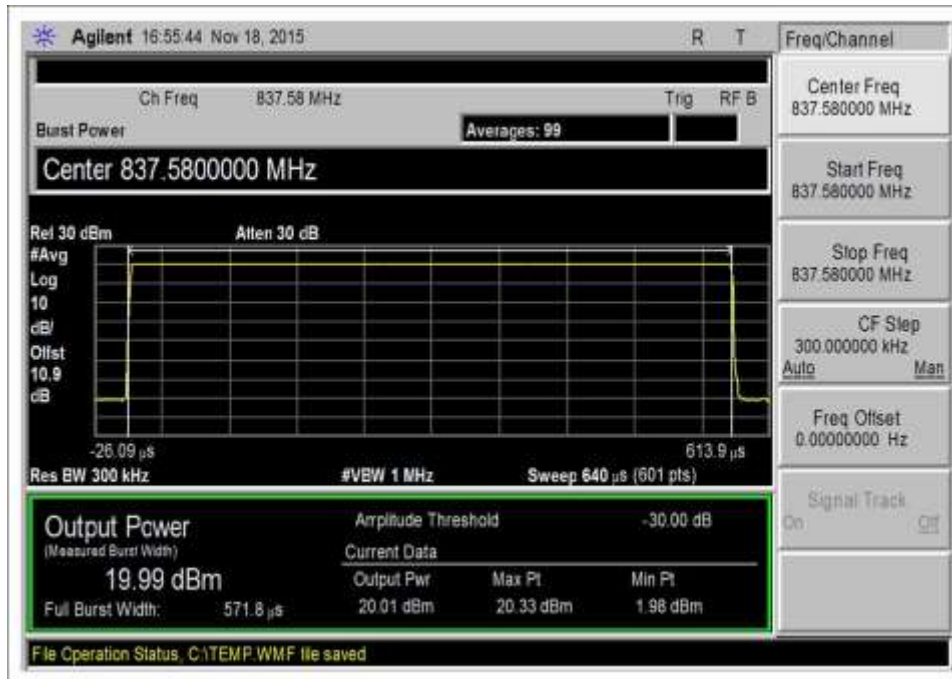 Agilent 16:55:44 Nov 18, 2015 R T
Freq/Channel
Ch Freq 837.58 MHz Trig RF B
Burst Power Averages: 99
Center 837.5800000 MHz
Ref 30 dBm Atten 30 dB
#Avg
Log
10
dB/
Offst
10.9
dB
-26.09 µs 613.9 µs
Res BW 300 kHz #VBW 1 MHz Sweep 640 µs (601 pts)
Output Power
(Measured Burst Width)
19.99 dBm
Full Burst Width: 571.8 µs
Amplitude Threshold -30.00 dB
Current Data
Output Pwr Max Pt Min Pt
20.01 dBm 20.33 dBm 1.98 dBm
File Operation Status, C:\TEMP.WMF file saved
Center Freq
837.580000 MHz
Start Freq
837.580000 MHz
Stop Freq
837.580000 MHz
CF Step
300.000000 kHz
Auto Man
Freq Offset
0.00000000 Hz
Signal Track
On Off